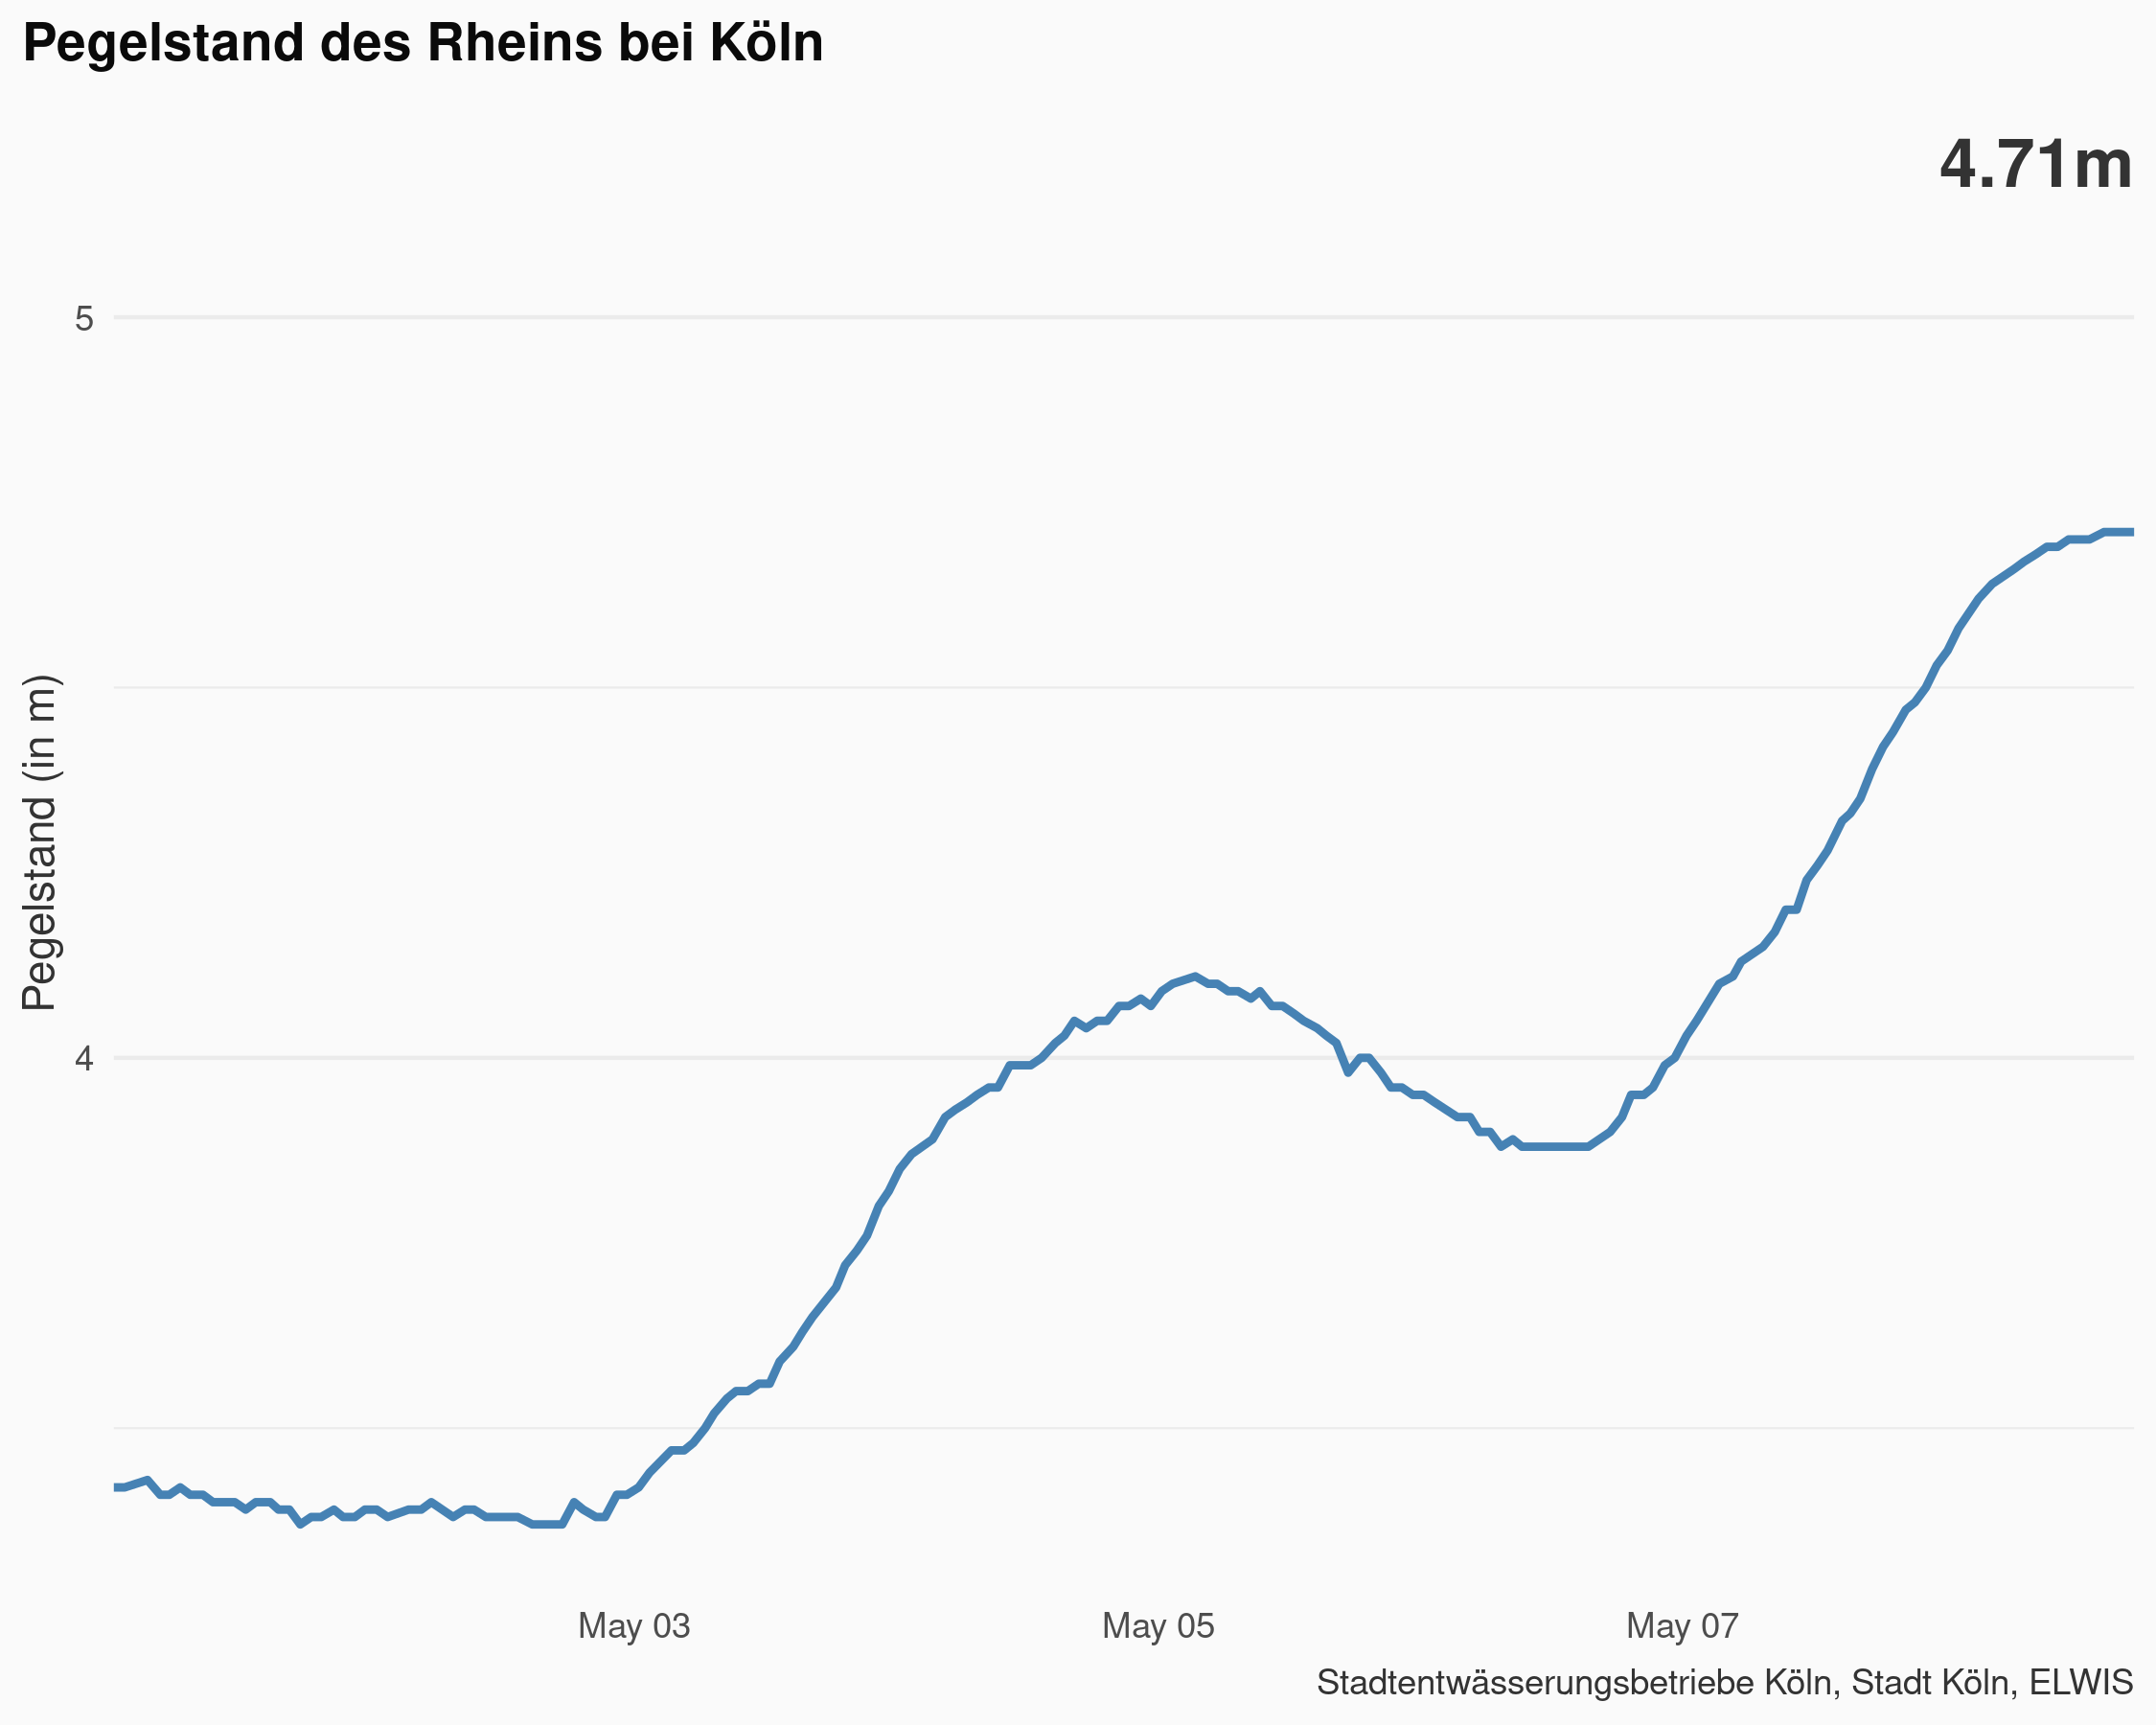 Pegelstand des Rheins bei Köln
4.71m
5
Pegelstand (in m)
4
May 03
May 05
May 07
Stadtentwässerungsbetriebe Köln, Stadt Köln, ELWIS